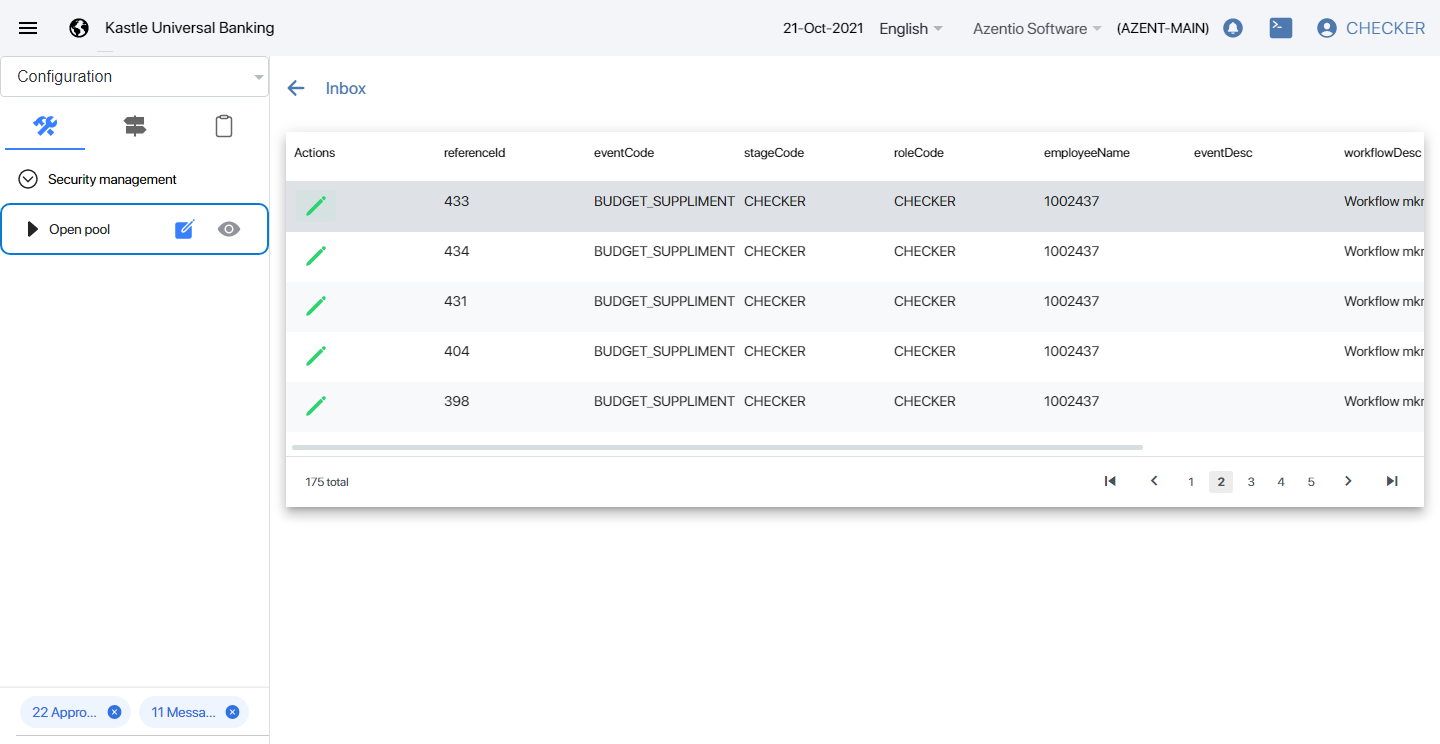 Kastle Universal Banking 21-Oct-2021 English Azentio Software (AZENT-MAIN) CHECKER
Configuration
Inbox
Security management
Open pool
Actions referenceId eventCode stageCode roleCode employeeName eventDesc workflowDesc
433 BUDGET_SUPPLIMENT CHECKER CHECKER 1002437 Workflow mkr
434 BUDGET_SUPPLIMENT CHECKER CHECKER 1002437 Workflow mkr
431 BUDGET_SUPPLIMENT CHECKER CHECKER 1002437 Workflow mkr
404 BUDGET_SUPPLIMENT CHECKER CHECKER 1002437 Workflow mkr
398 BUDGET_SUPPLIMENT CHECKER CHECKER 1002437 Workflow mkr
175 total 1 2 3 4 5
22 Appro... 11 Messa...